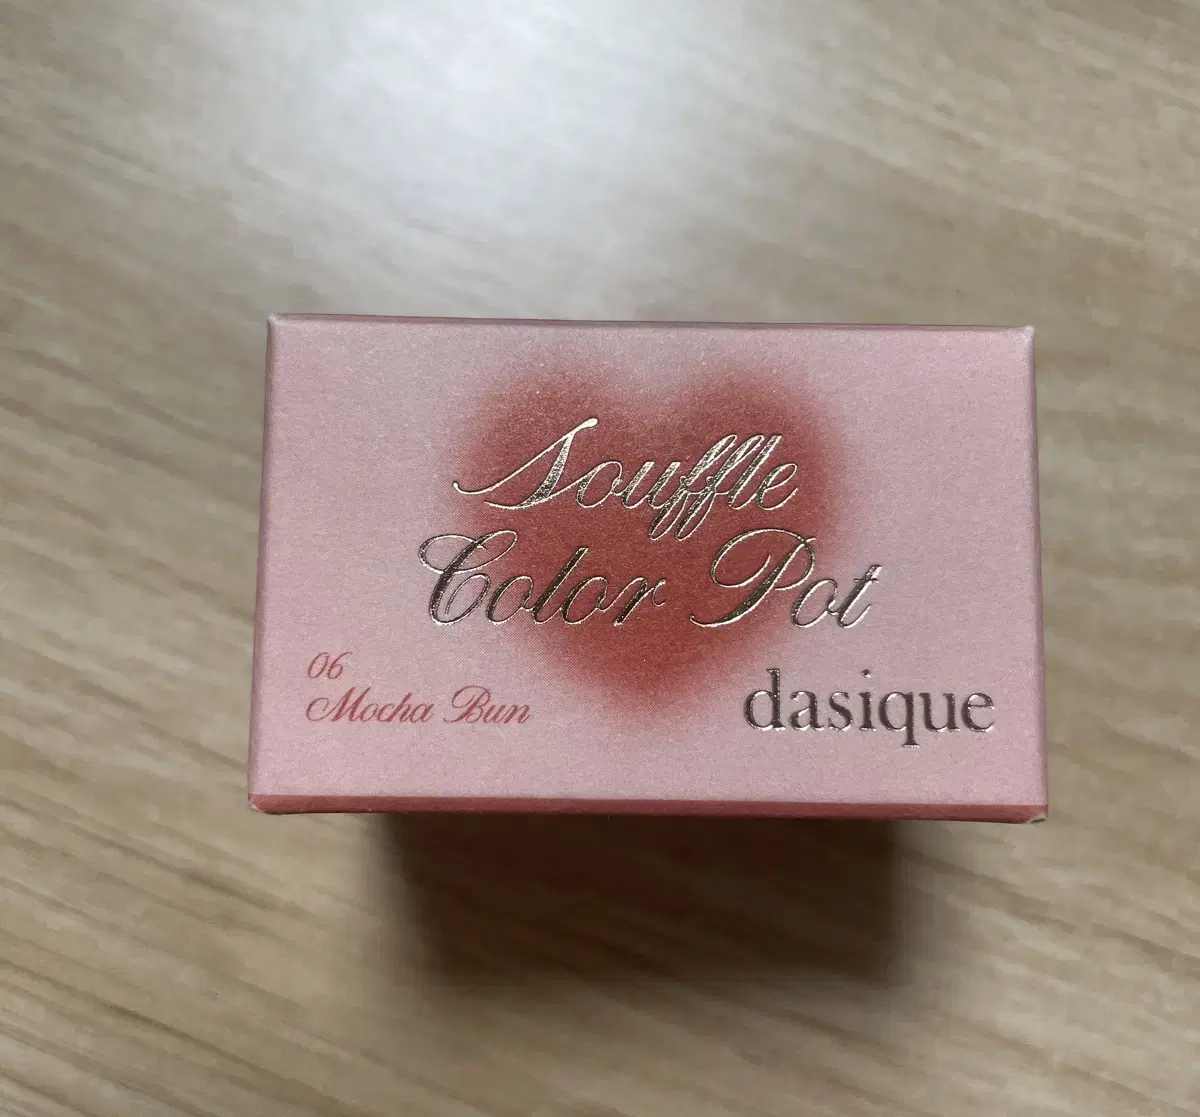 Souffle
Color Pot
06
Mocha Bun
dasique